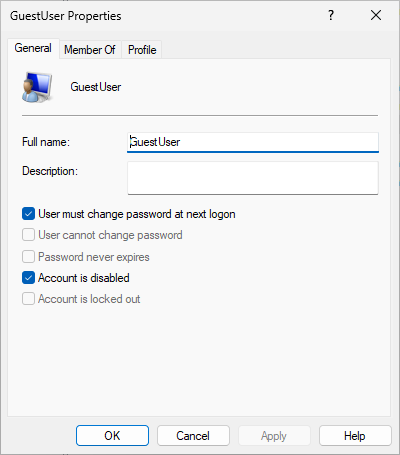 GuestUser Properties
?
General Member Of Profile
GuestUser
Full name: GuestUser
Description:
User must change password at next logon
User cannot change password
Password never expires
Account is disabled
Account is locked out
OK Cancel Apply Help